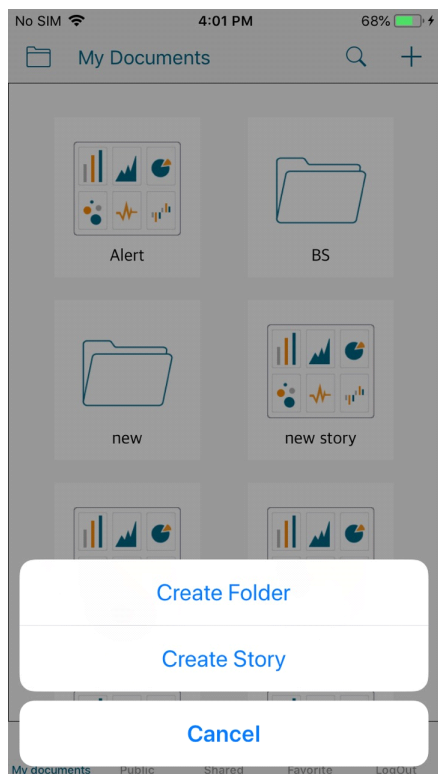 No SIM 4:01 PM 68%
My Documents
Alert BS
new new story
Create Folder
Create Story
Cancel
My documents Public Shared Favorite LogOut